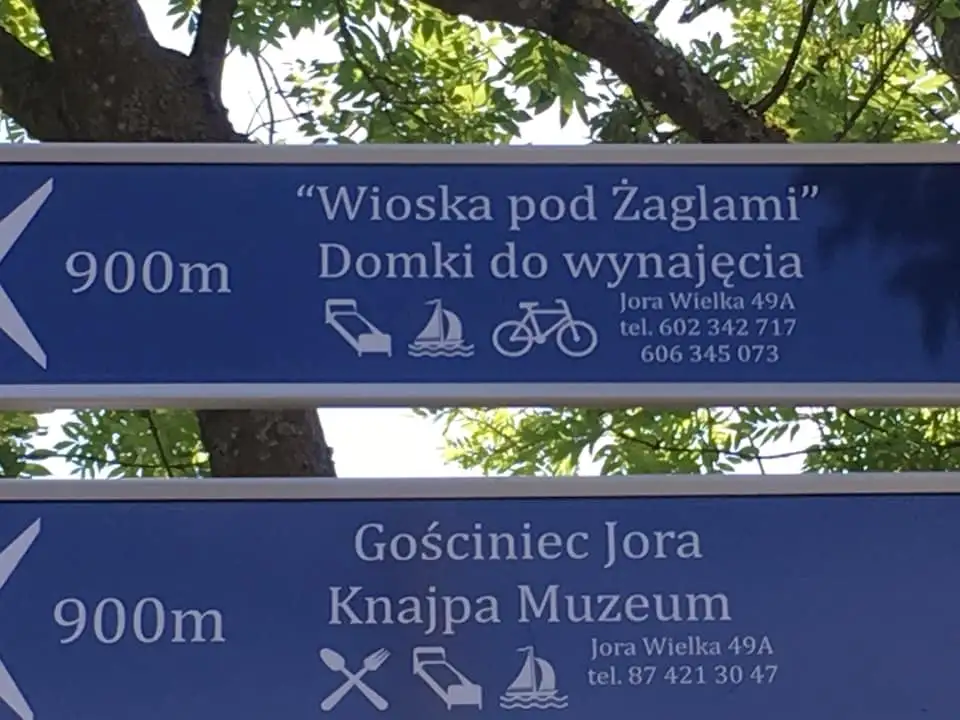 900m
“Wioska pod Żaglami”
Domki do wynajęcia
Jora Wielka 49A
tel. 602 342 717
606 345 073
900m
Gościniec Jora
Knajpa Muzeum
Jora Wielka 49A
tel. 87 421 30 47